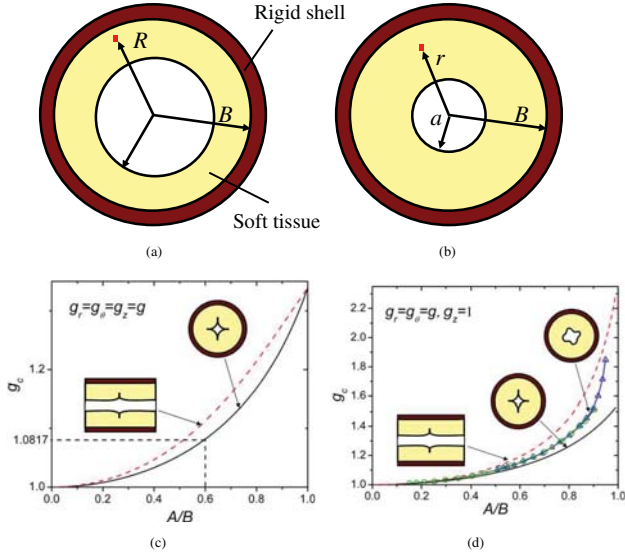 Rigid shell
R
B
Soft tissue
(a)
r
a
B
(b)
g_r=g_θ=g_z=g
g_c
1.2
1.0817
1.0
0.0 0.2 0.4 0.6 0.8 1.0
A/B
(c)
g_r=g_θ=g, g_z=1
g_c
2.2
2.0
1.8
1.6
1.4
1.2
1.0
0.0 0.2 0.4 0.6 0.8 1.0
A/B
(d)